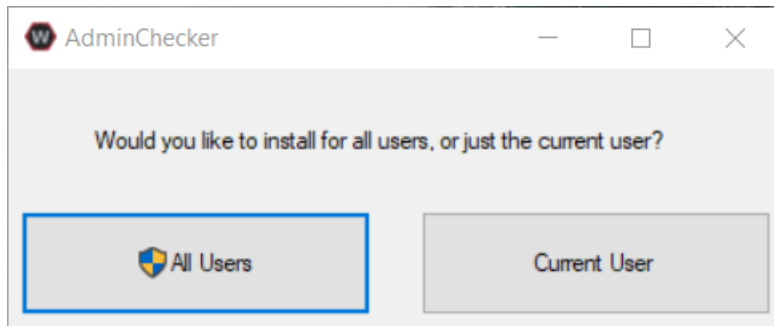 W AdminChecker
Would you like to install for all users, or just the current user?
All Users
Current User